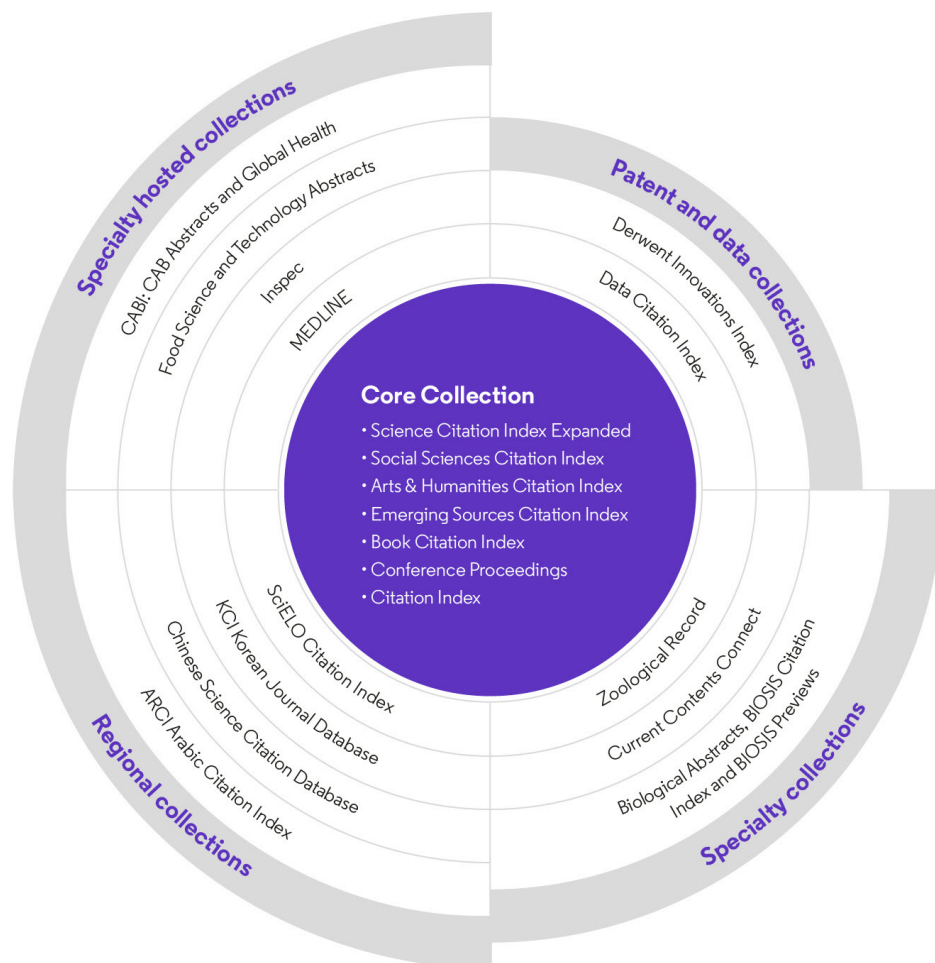 Specialty hosted collections
CABI: CAB Abstracts and Global Health
Food Science and Technology Abstracts
Inspec
MEDLINE
Patent and data collections
Derwent Innovations Index
Data Citation Index
Core Collection
• Science Citation Index Expanded
• Social Sciences Citation Index
• Arts & Humanities Citation Index
• Emerging Sources Citation Index
• Book Citation Index
• Conference Proceedings
• Citation Index
SciELO Citation Index
KCI Korean Journal Database
Chinese Science Citation Database
ARCI Arabic Citation Index
Regional collections
Zoological Record
Current Contents Connect
Biological Abstracts, BIOSIS Citation
Index and BIOSIS Previews
Specialty collections